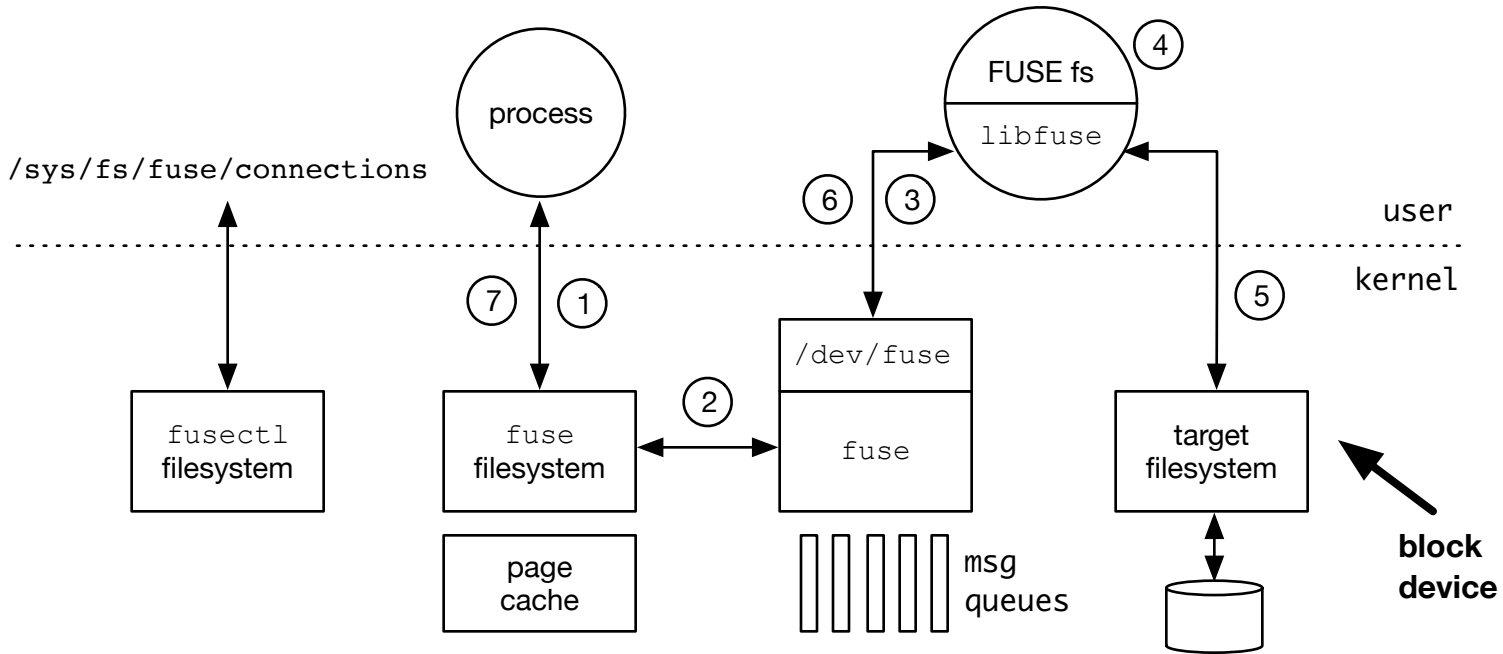 4
FUSE fs
process
libfuse
/sys/fs/fuse/connections
6
3
user
kernel
7
1
5
/dev/fuse
2
fusectl
filesystem
fuse
filesystem
fuse
target
filesystem
block
device
page
cache
msg
queues